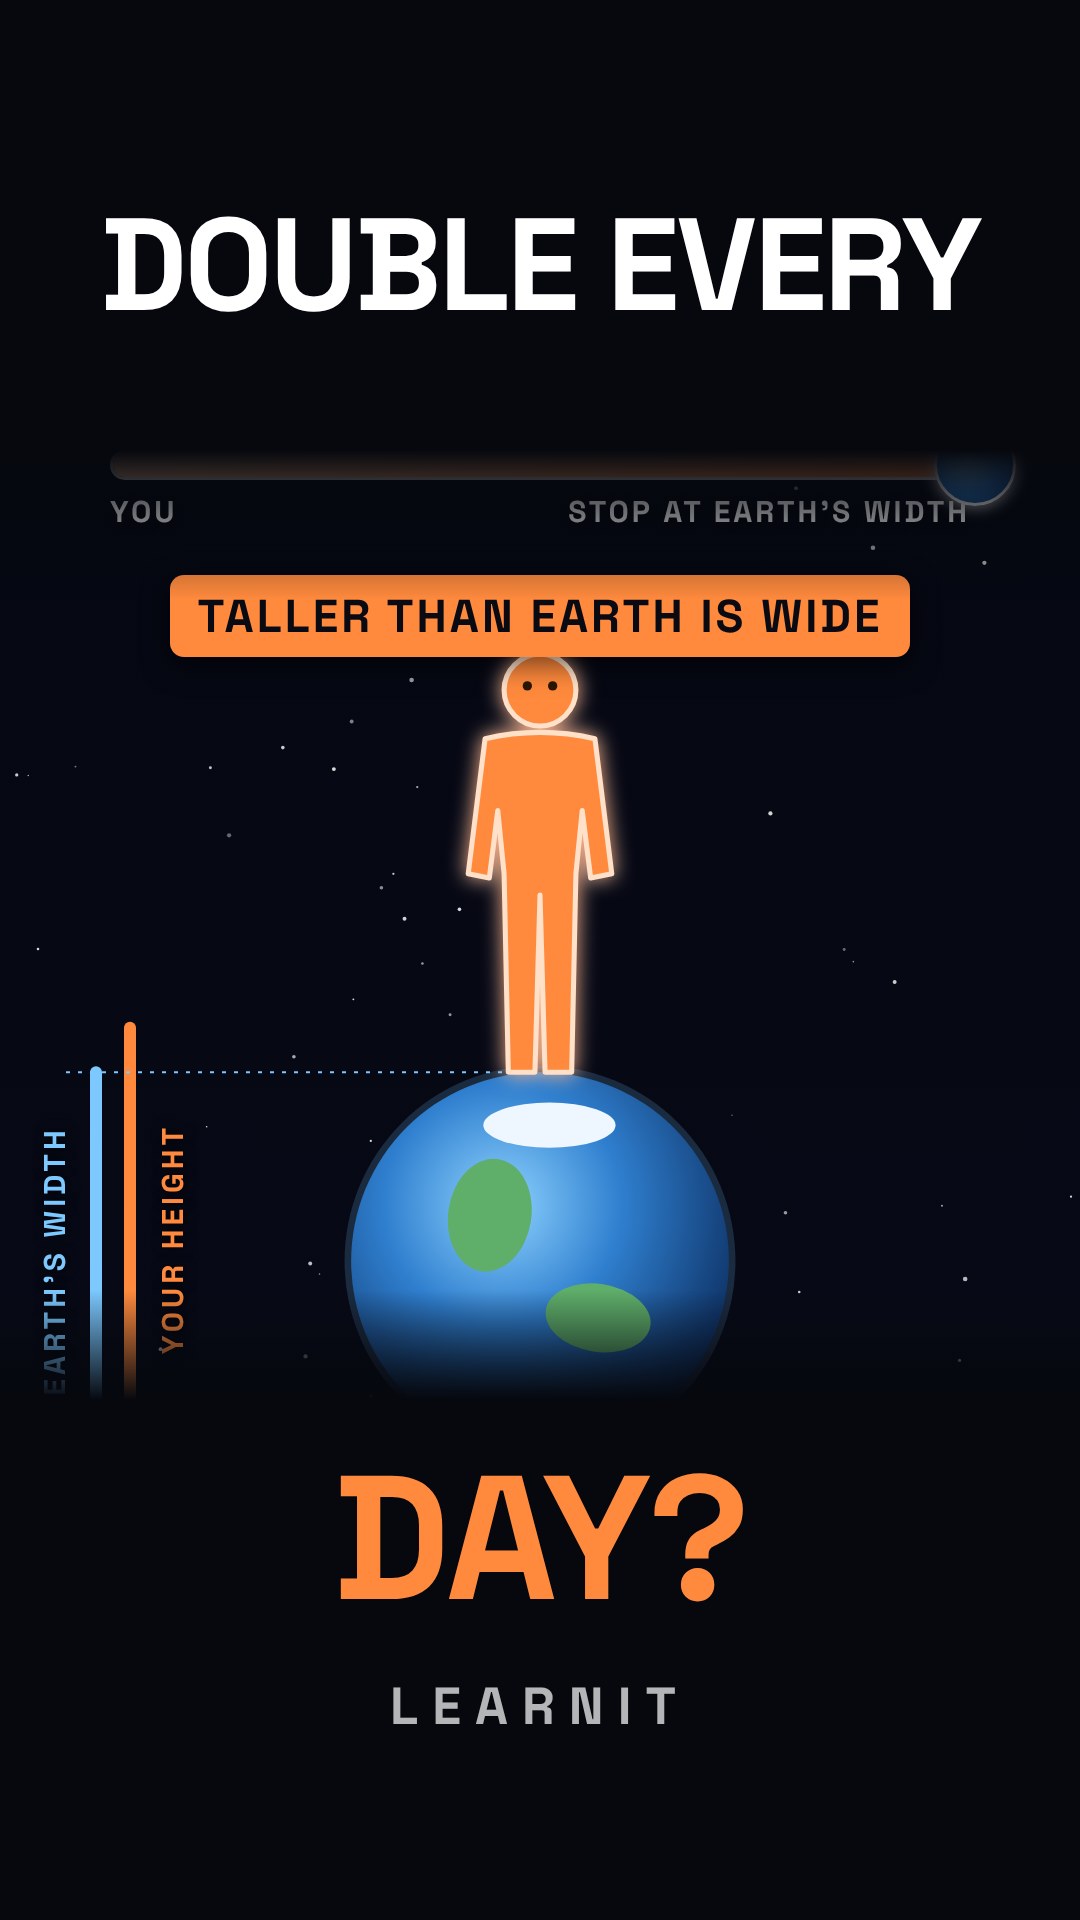 DOUBLE EVERY
YOU
STOP AT EARTH’S WIDTH
TALLER THAN EARTH IS WIDE
EARTH’S WIDTH
YOUR HEIGHT
DAY?
LEARNIT